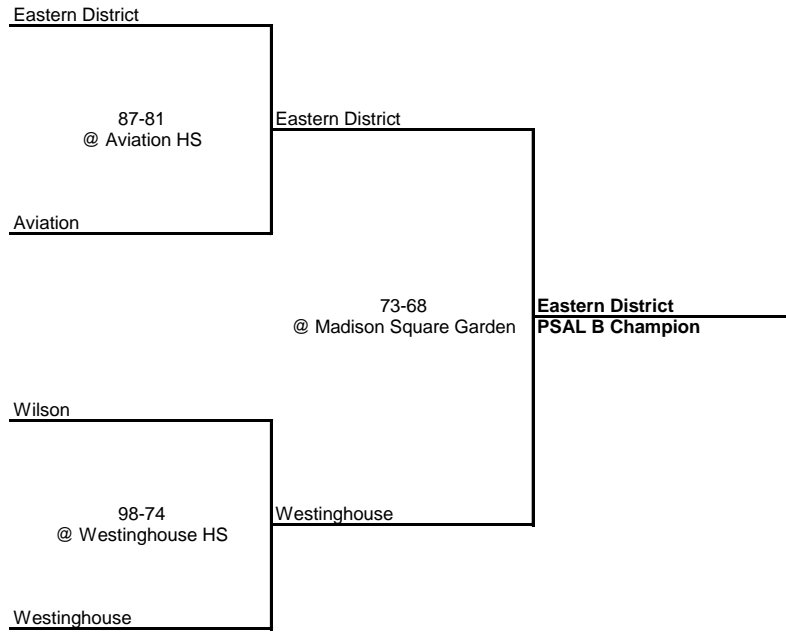 Eastern District
87-81
@ Aviation HS
Eastern District
Aviation
73-68
@ Madison Square Garden
Eastern District
PSAL B Champion
Wilson
98-74
@ Westinghouse HS
Westinghouse
Westinghouse